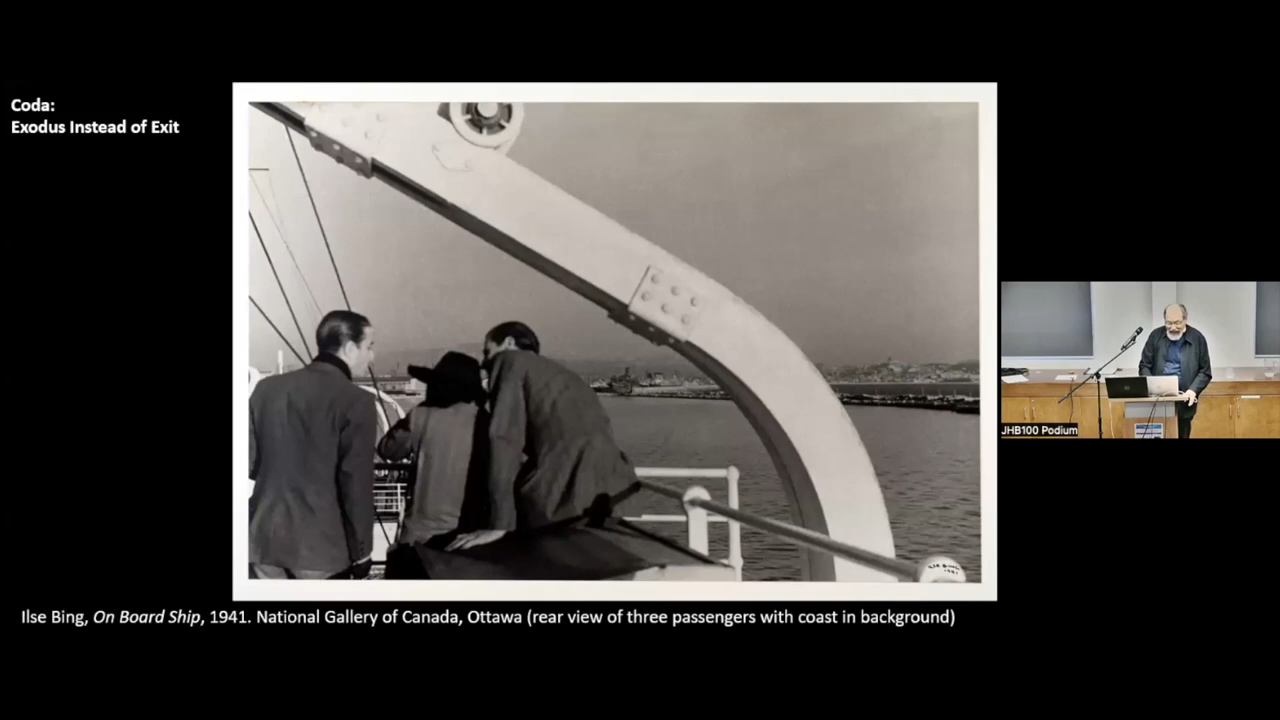 Coda:
Exodus Instead of Exit
Ilse Bing, On Board Ship, 1941. National Gallery of Canada, Ottawa (rear view of three passengers with coast in background)
JHB100 Podium